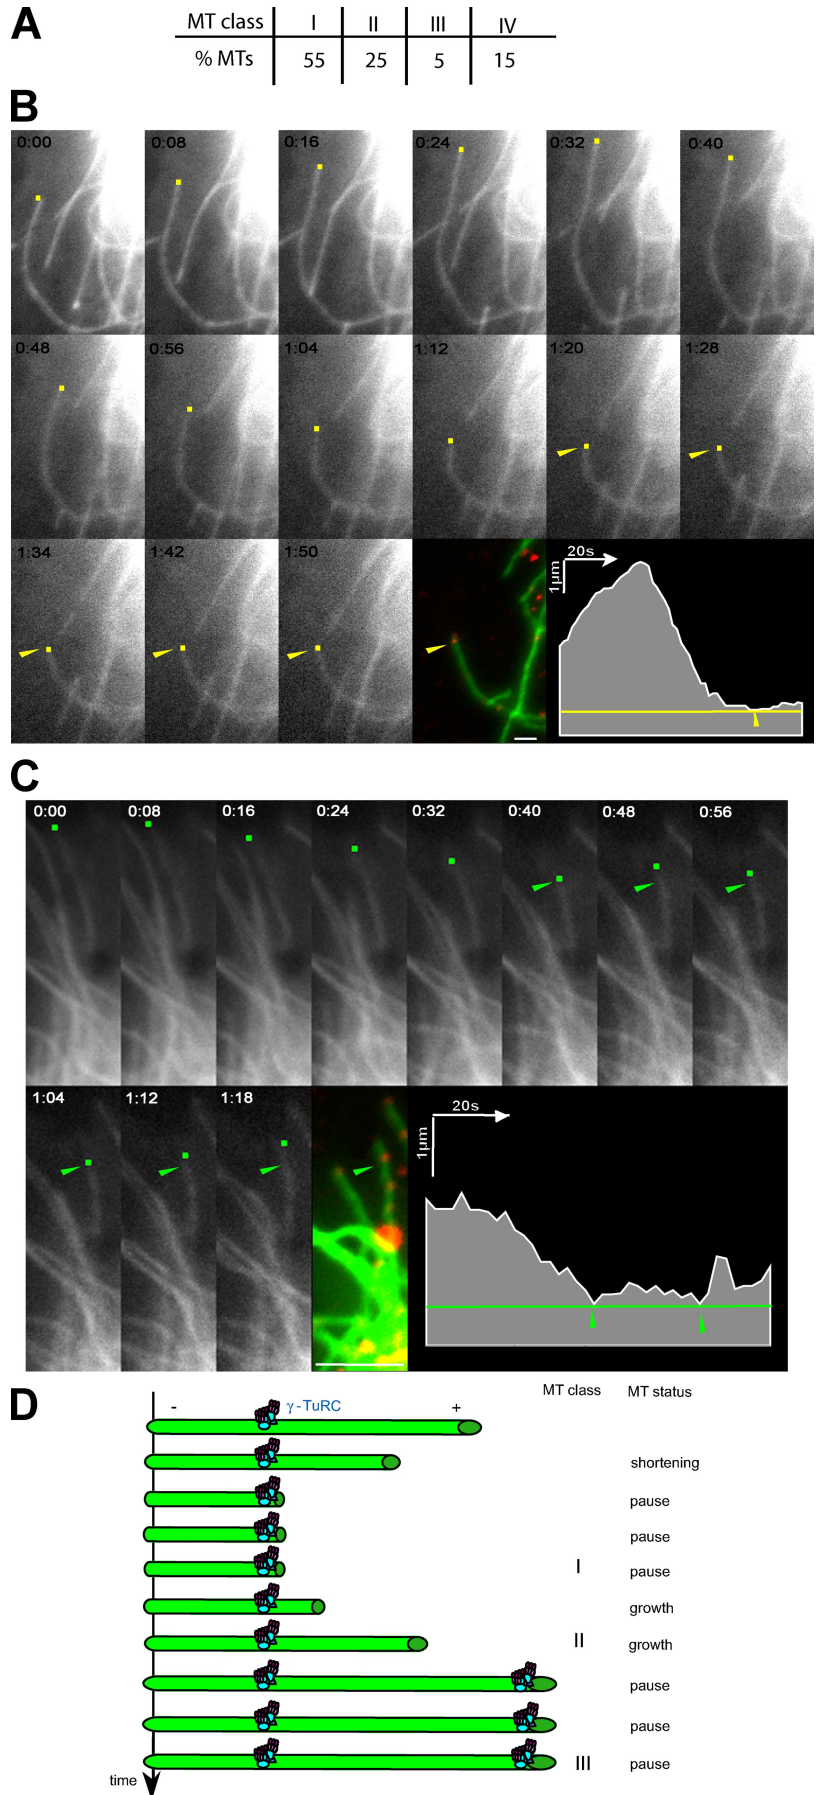 A
MT class I II III IV
% MTs 55 25 5 15
B
0:00 0:08 0:16 0:24 0:32 0:40
0:48 0:56 1:04 1:12 1:20 1:28
1:34 1:42 1:50
20s
1μm
C
0:00 0:08 0:16 0:24 0:32 0:40 0:48 0:56
1:04 1:12 1:18
20s
1μm
D
MT class MT status
- γ-TuRC +
shortening
pause
pause
I pause
growth
II growth
pause
pause
III pause
time